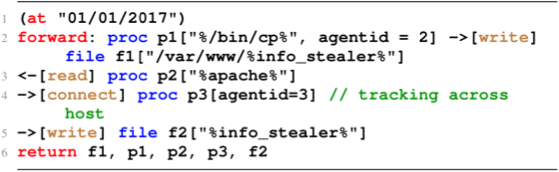 1 (at "01/01/2017")
2 forward: proc p1["%/bin/cp%", agentid = 2] ->[write]
file f1["/var/www/%info_stealer%"]
3 <-[read] proc p2["%apache%"]
4 ->[connect] proc p3[agentid=3] // tracking across
host
5 ->[write] file f2["%info_stealer%"]
6 return f1, p1, p2, p3, f2